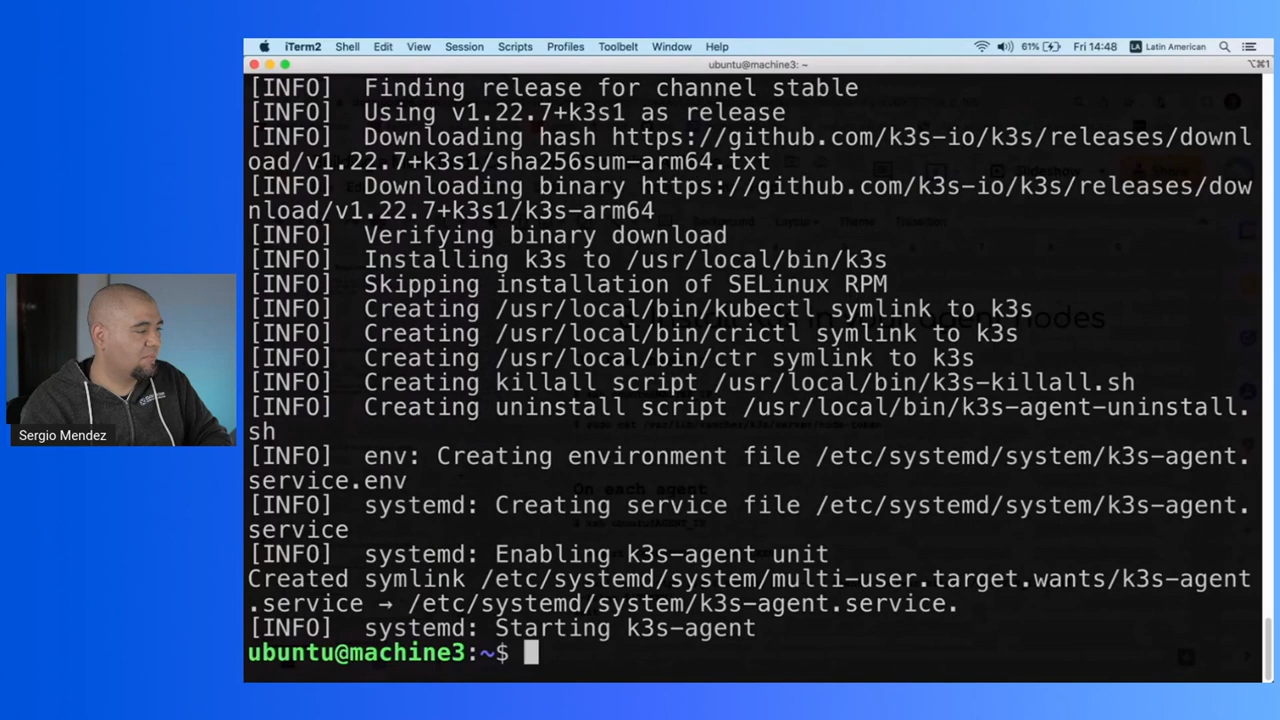 iTerm2 Shell Edit View Session Scripts Profiles Toolbelt Window Help 61% Fri 14:48 Latin American
ubuntu@machine3: ~ ⌥⌘1
[INFO] Finding release for channel stable
[INFO] Using v1.22.7+k3s1 as release
[INFO] Downloading hash https://github.com/k3s-io/k3s/releases/downl
oad/v1.22.7+k3s1/sha256sum-arm64.txt
[INFO] Downloading binary https://github.com/k3s-io/k3s/releases/dow
nload/v1.22.7+k3s1/k3s-arm64
[INFO] Verifying binary download
[INFO] Installing k3s to /usr/local/bin/k3s
[INFO] Skipping installation of SELinux RPM
[INFO] Creating /usr/local/bin/kubectl symlink to k3s
[INFO] Creating /usr/local/bin/crictl symlink to k3s
[INFO] Creating /usr/local/bin/ctr symlink to k3s
[INFO] Creating killall script /usr/local/bin/k3s-killall.sh
[INFO] Creating uninstall script /usr/local/bin/k3s-agent-uninstall.
sh
[INFO] env: Creating environment file /etc/systemd/system/k3s-agent.
service.env
[INFO] systemd: Creating service file /etc/systemd/system/k3s-agent.
service
[INFO] systemd: Enabling k3s-agent unit
Created symlink /etc/systemd/system/multi-user.target.wants/k3s-agent
.service → /etc/systemd/system/k3s-agent.service.
[INFO] systemd: Starting k3s-agent
ubuntu@machine3:~$
Sergio Mendez